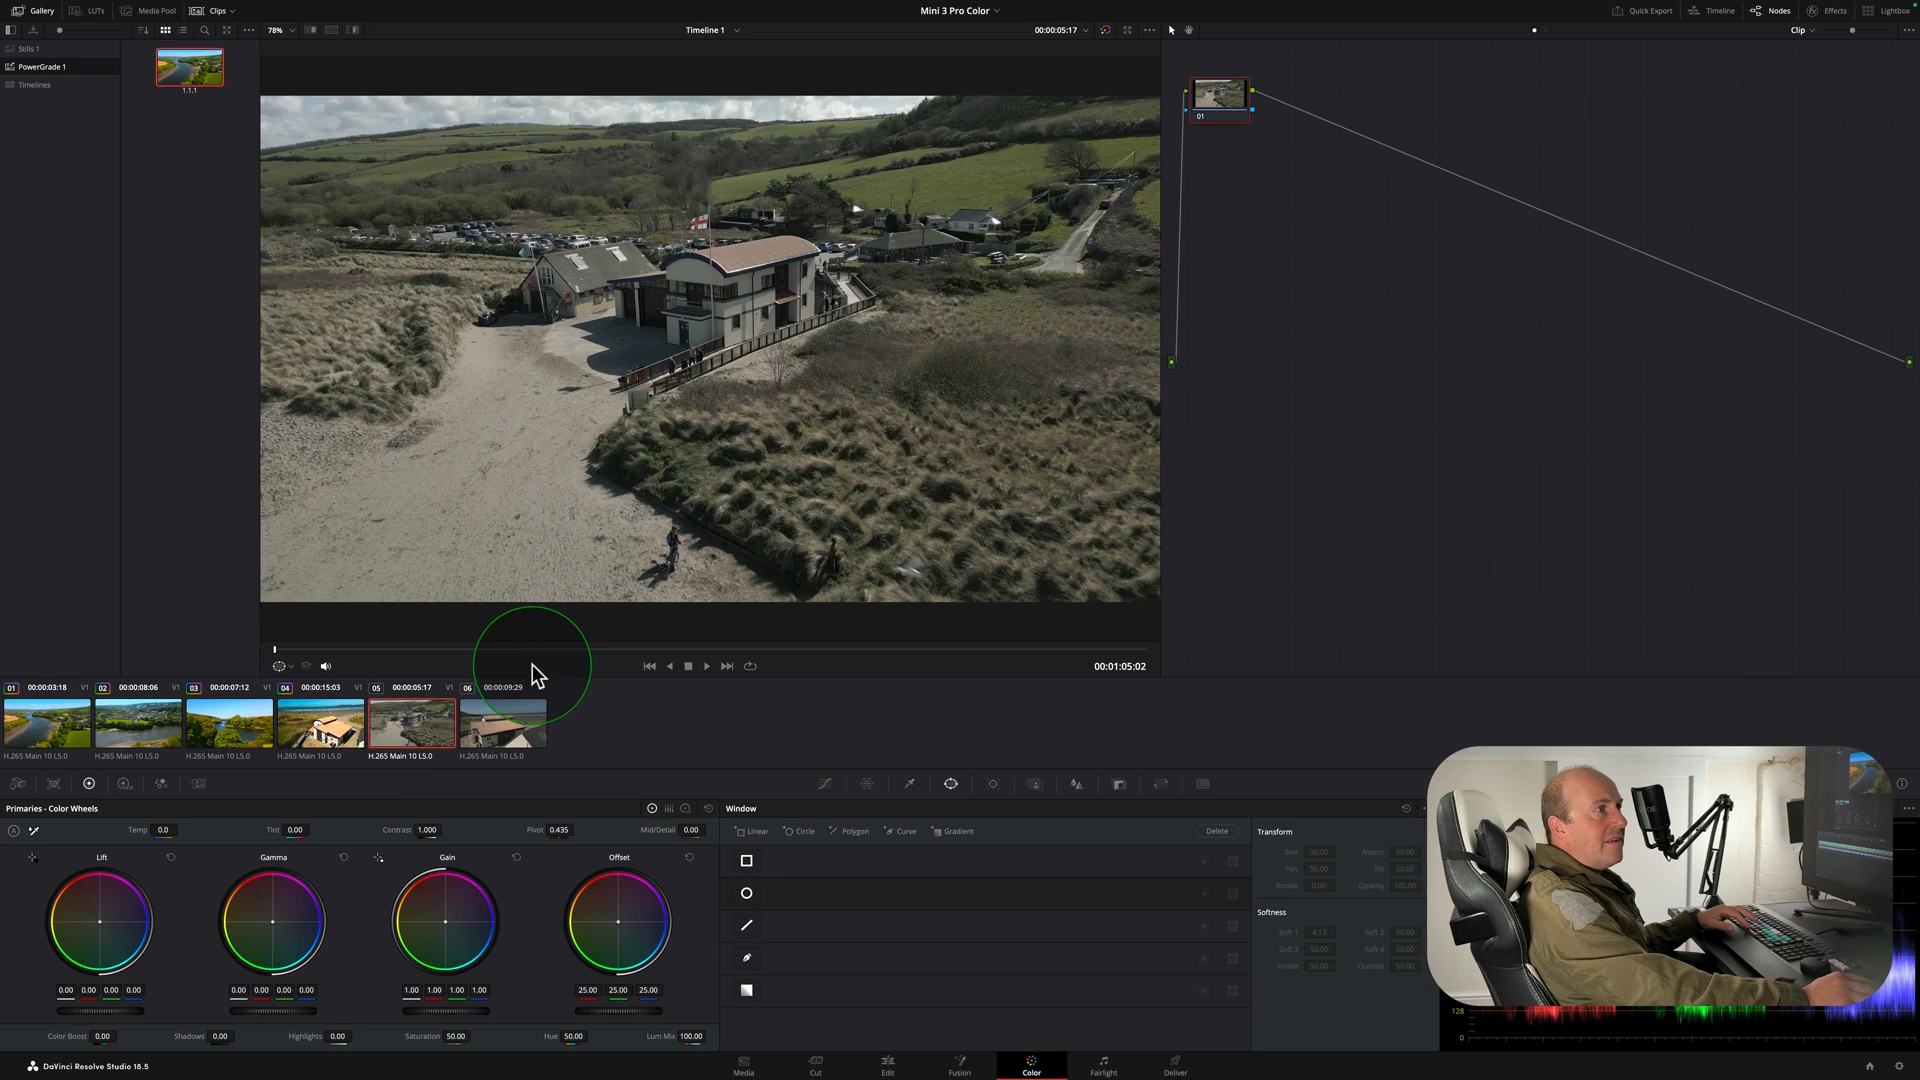 Gallery LUTs Media Pool Clips Mini 3 Pro Color Quick Export Timeline Nodes Effects Lightbox
78% Timeline 1 00:00:05:17 Clip
Stills 1
PowerGrade 1
Timelines
1.1.1
01
00:01:05:02
01 00:00:03:18 V1 02 00:00:08:06 V1 03 00:00:07:12 V1 04 00:00:15:03 V1 05 00:00:05:17 V1 06 00:00:09:29
H.265 Main 10 L5.0 H.265 Main 10 L5.0 H.265 Main 10 L5.0 H.265 Main 10 L5.0 H.265 Main 10 L5.0 H.265 Main 10 L5.0
Primaries - Color Wheels Window
Temp 0.0 Tint 0.00 Contrast 1.000 Pivot 0.435 Mid/Detail 0.00 Linear Circle Polygon Curve Gradient Delete Transform
Lift Gamma Gain Offset
Size 50.00 Aspect 50.00
Pan 50.00 Tilt 50.00
Rotate 0.00 Opacity 100.00
Softness
Soft 1 4.13 Soft 2 50.00
Soft 3 50.00 Soft 4 50.00
Inside 50.00 Outside 50.00
0.00 0.00 0.00 0.00 0.00 0.00 0.00 0.00 1.00 1.00 1.00 1.00 25.00 25.00 25.00
128
Color Boost 0.00 Shadows 0.00 Highlights 0.00 Saturation 50.00 Hue 50.00 Lum Mix 100.00
0
DaVinci Resolve Studio 18.5 Media Cut Edit Fusion Color Fairlight Deliver